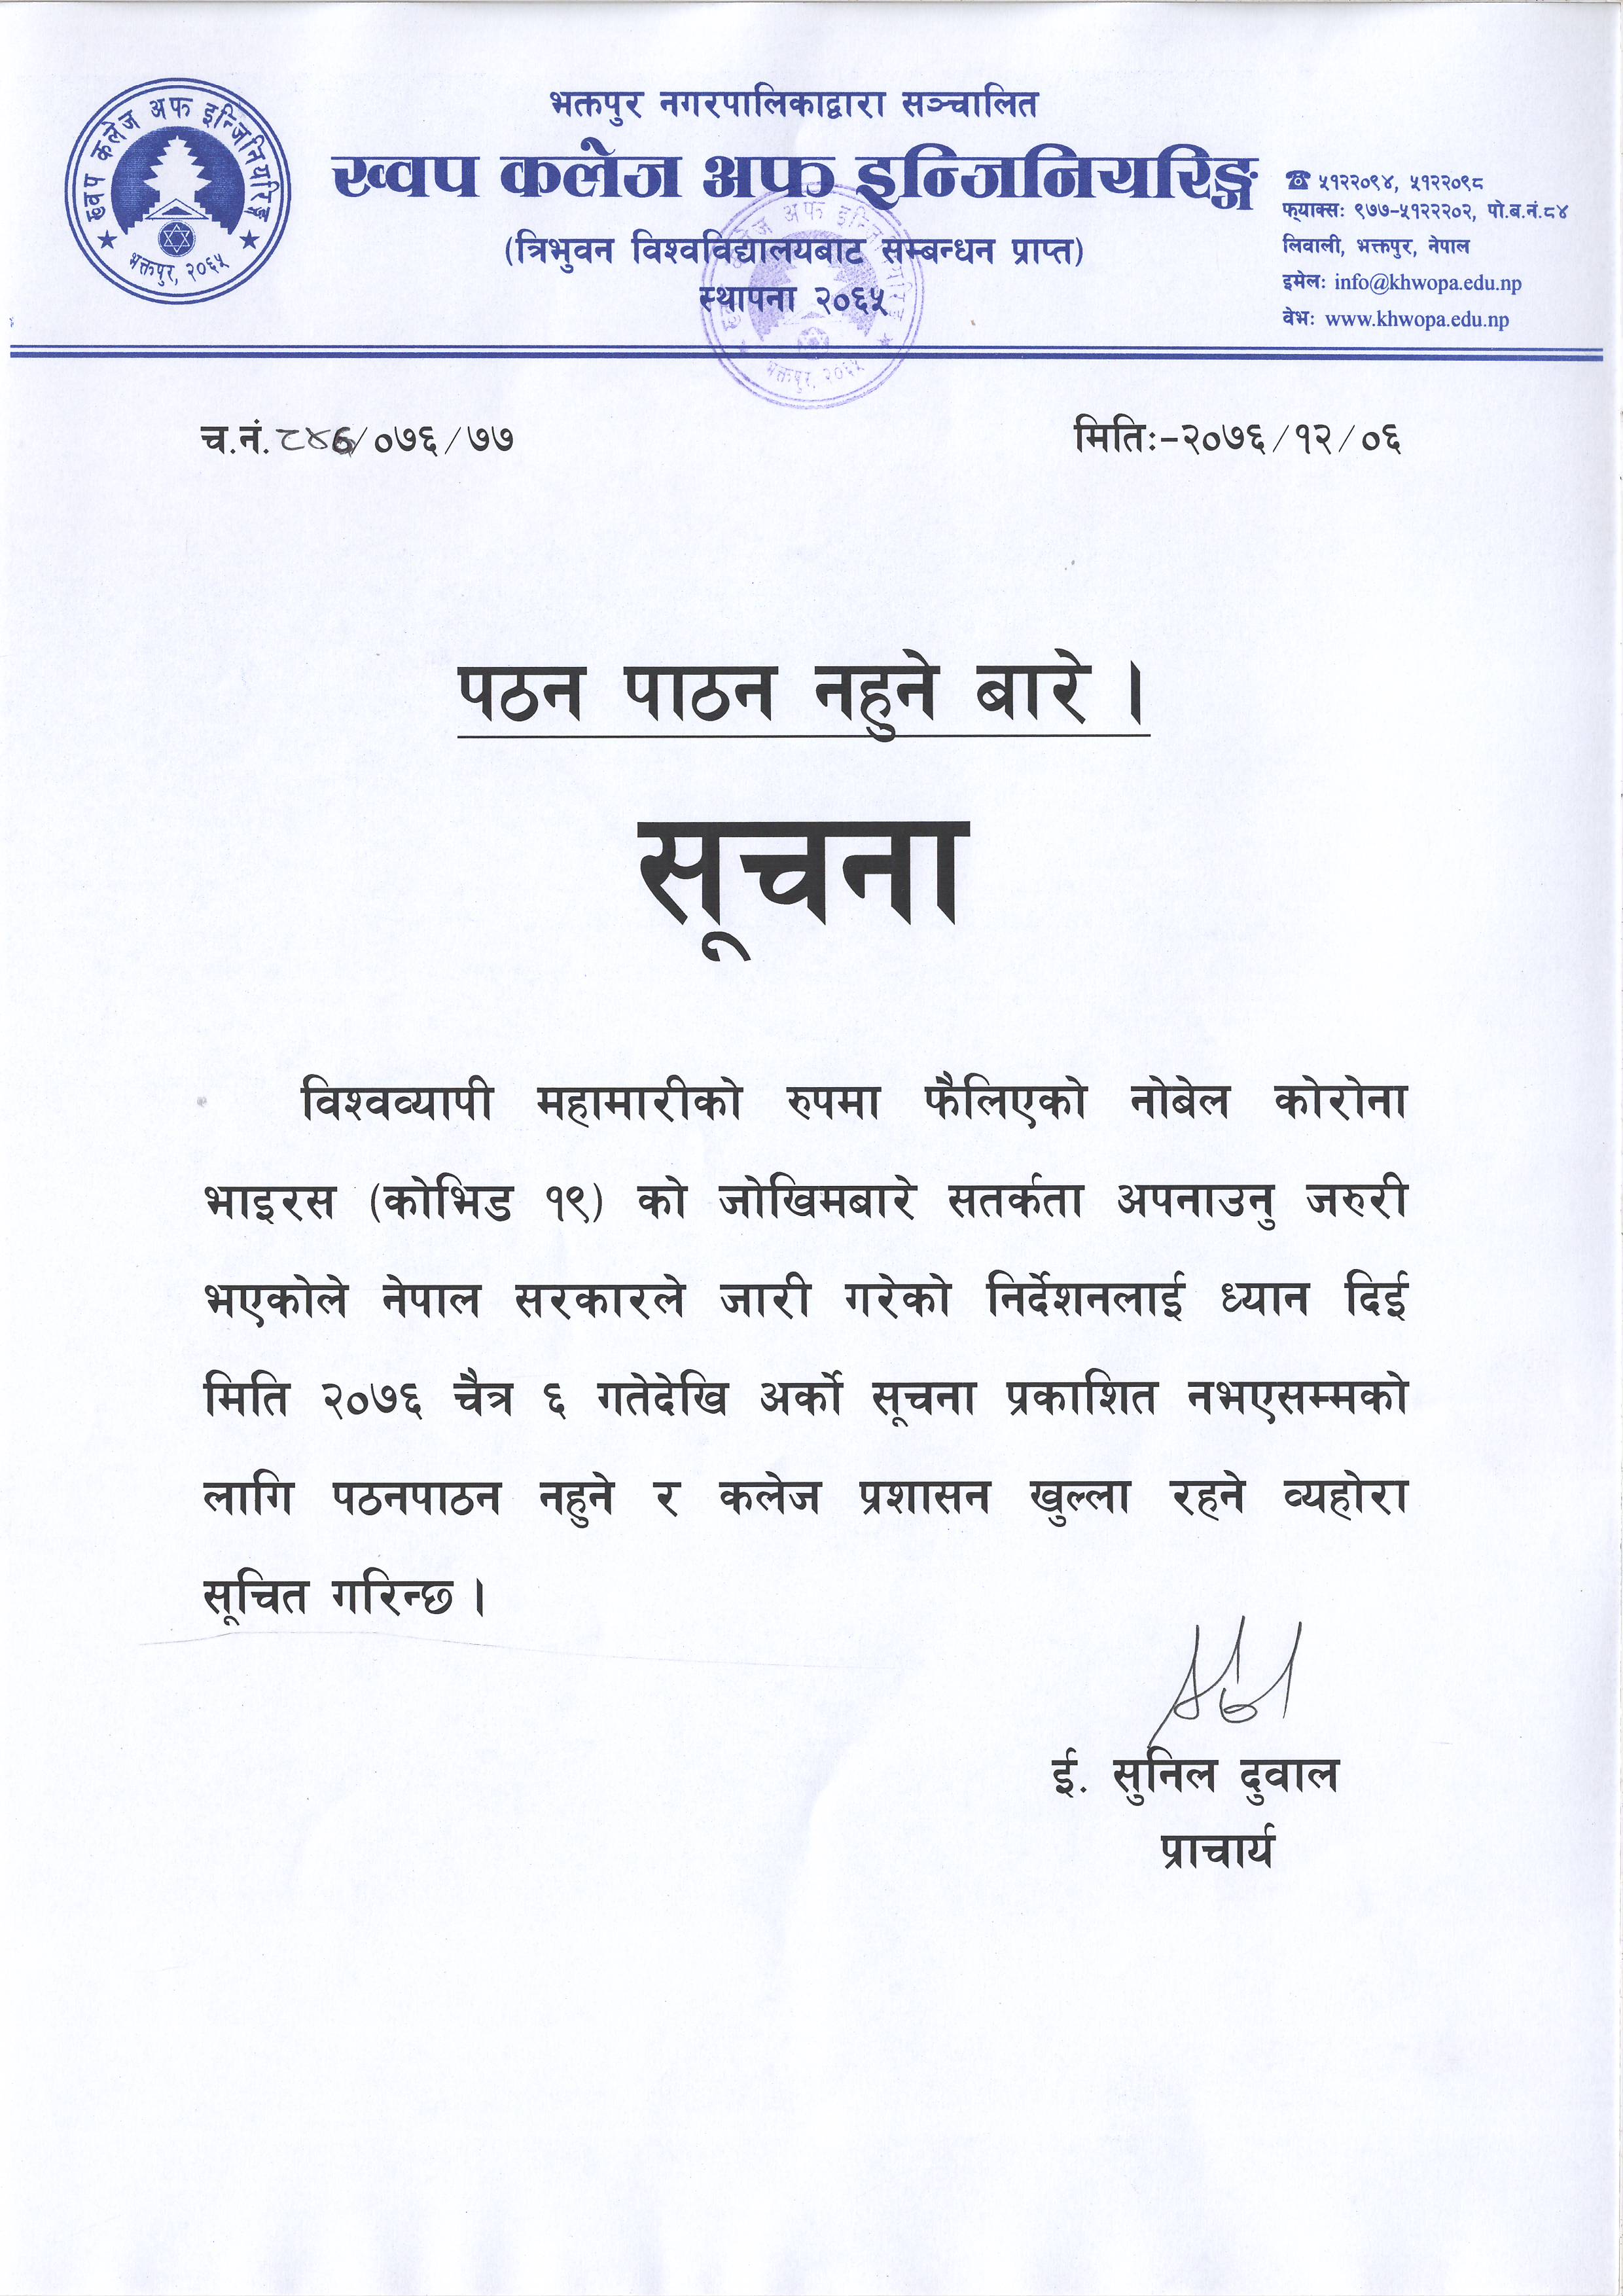 भक्तपुर नगरपालिकाद्वारा सञ्चालित
ख्वप कलेज अफ इन्जिनियरिङ्ग
(त्रिभुवन विश्वविद्यालयबाट सम्बन्धन प्राप्त)
स्थापना २०६५
ख्वप कलेज अफ इन्जिनियरिङ्ग
भक्तपुर, २०६५
☎ ५१२२०९४, ५१२२०९८
फ्याक्सः ९७७-५१२२२०२, पो.ब.नं.८४
लिवाली, भक्तपुर, नेपाल
इमेलः info@khwopa.edu.np
वेभः www.khwopa.edu.np
च.नं. /०७६/७७
मितिः-२०७६/१२/०६
पठन पाठन नहुने बारे ।
सूचना
विश्वव्यापी महामारीको रुपमा फैलिएको नोबेल कोरोना
भाइरस (कोभिड १९) को जोखिमबारे सतर्कता अपनाउनु जरुरी
भएकोले नेपाल सरकारले जारी गरेको निर्देशनलाई ध्यान दिई
मिति २०७६ चैत्र ६ गतेदेखि अर्को सूचना प्रकाशित नभएसम्मको
लागि पठनपाठन नहुने र कलेज प्रशासन खुल्ला रहने व्यहोरा
सूचित गरिन्छ ।
ई. सुनिल दुवाल
प्राचार्य